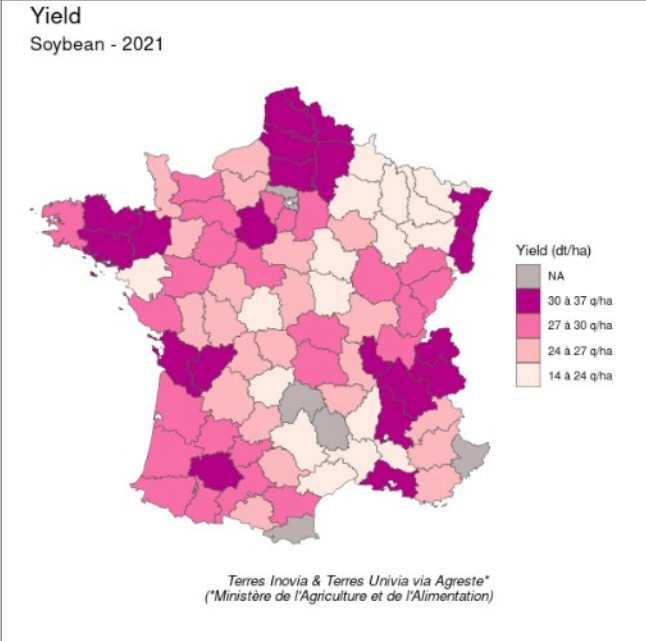 Yield
Soybean - 2021
Yield (dt/ha)
NA
30 à 37 q/ha
27 à 30 q/ha
24 à 27 q/ha
14 à 24 q/ha
Terres Inovia & Terres Univia via Agreste*
(*Ministère de l'Agriculture et de l'Alimentation)